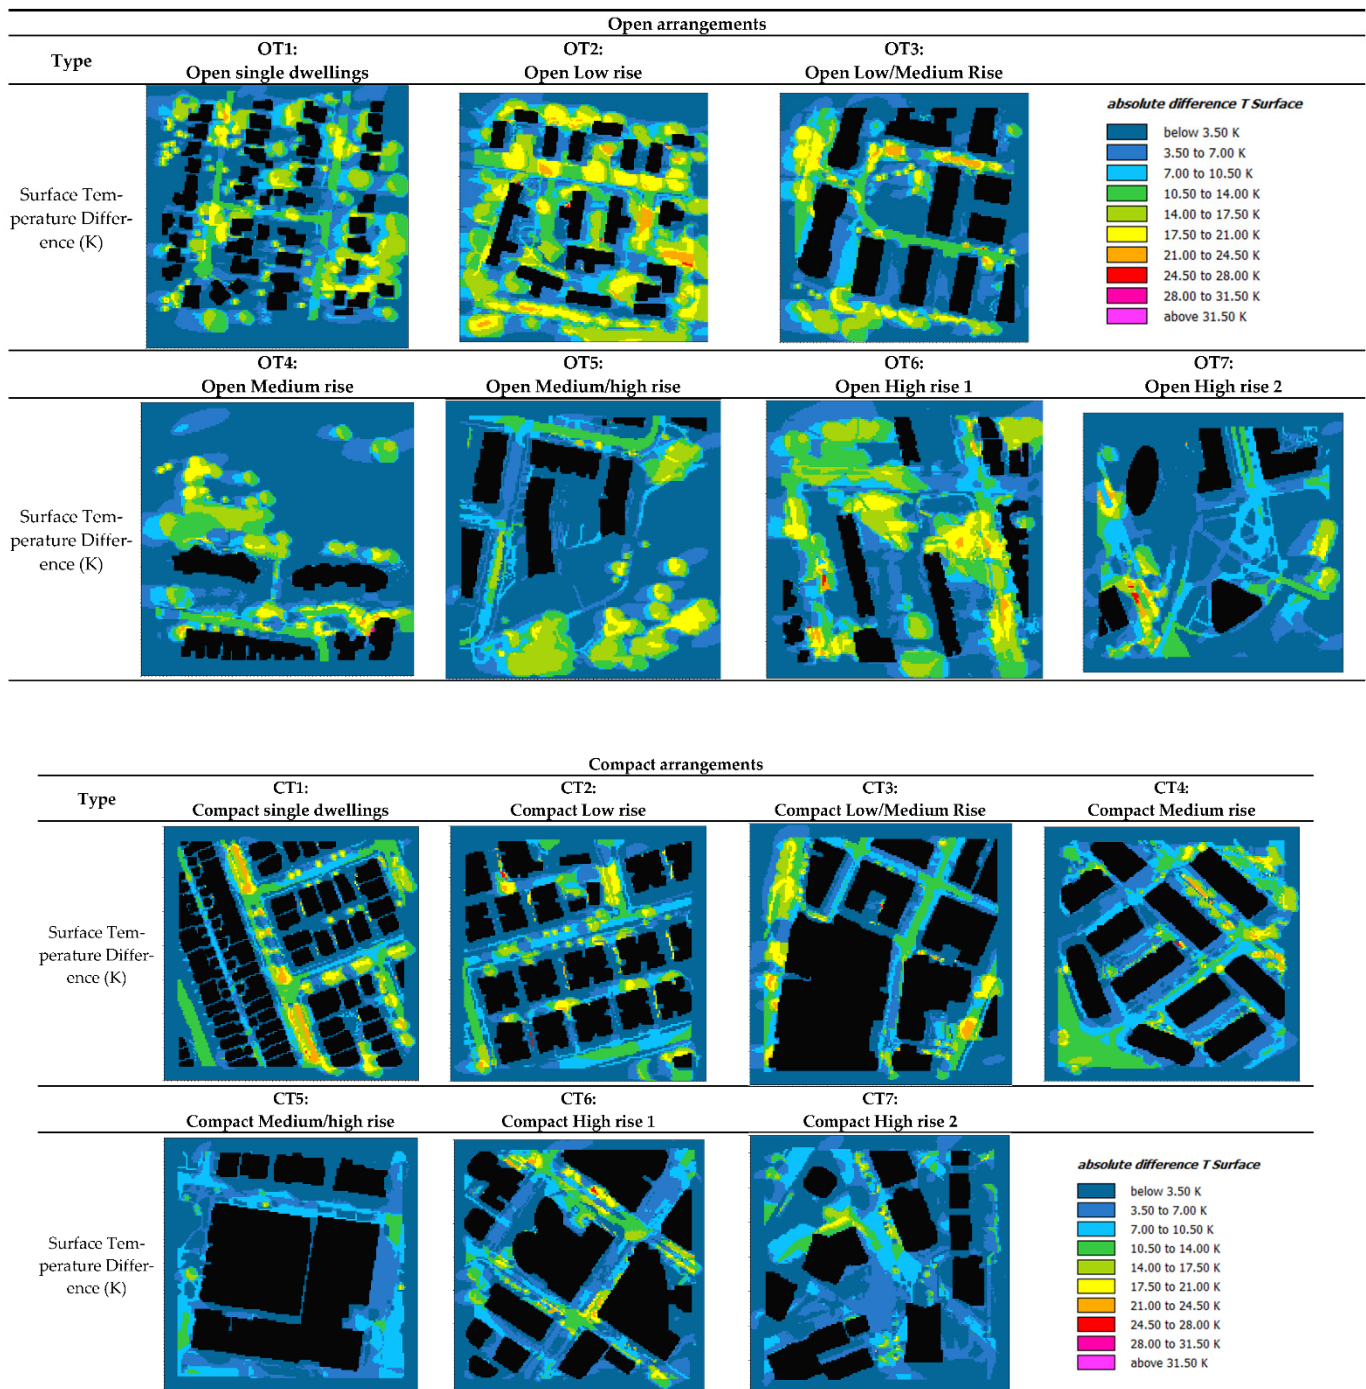 Open arrangements
Type
OT1:
Open single dwellings
OT2:
Open Low rise
OT3:
Open Low/Medium Rise
Surface Tem-
perature Differ-
ence (K)
absolute difference T Surface
below 3.50 K
3.50 to 7.00 K
7.00 to 10.50 K
10.50 to 14.00 K
14.00 to 17.50 K
17.50 to 21.00 K
21.00 to 24.50 K
24.50 to 28.00 K
28.00 to 31.50 K
above 31.50 K
OT4:
Open Medium rise
OT5:
Open Medium/high rise
OT6:
Open High rise 1
OT7:
Open High rise 2
Surface Tem-
perature Differ-
ence (K)
Compact arrangements
Type
CT1:
Compact single dwellings
CT2:
Compact Low rise
CT3:
Compact Low/Medium Rise
CT4:
Compact Medium rise
Surface Tem-
perature Differ-
ence (K)
CT5:
Compact Medium/high rise
CT6:
Compact High rise 1
CT7:
Compact High rise 2
Surface Tem-
perature Differ-
ence (K)
absolute difference T Surface
below 3.50 K
3.50 to 7.00 K
7.00 to 10.50 K
10.50 to 14.00 K
14.00 to 17.50 K
17.50 to 21.00 K
21.00 to 24.50 K
24.50 to 28.00 K
28.00 to 31.50 K
above 31.50 K